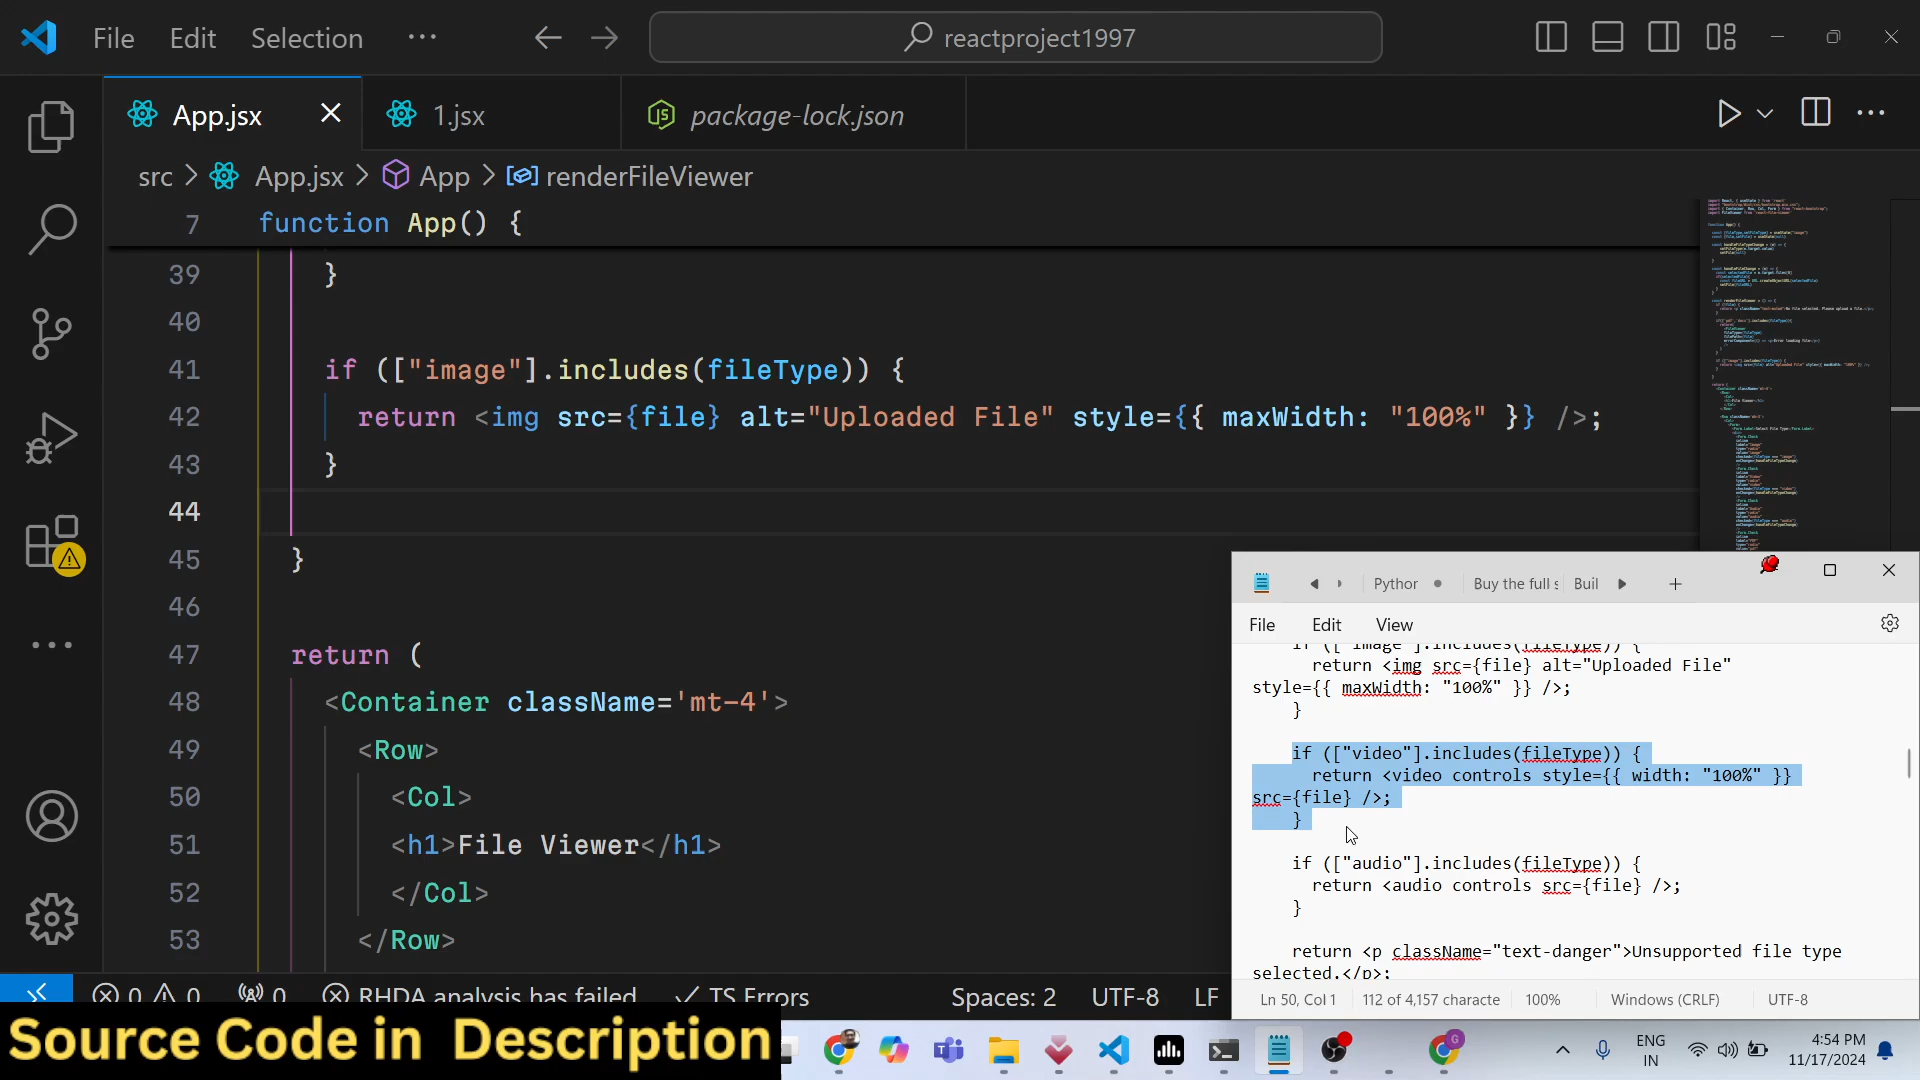 File Edit Selection ··· reactproject1997
App.jsx 1.jsx package-lock.json
src > App.jsx > App > renderFileViewer
7 function App() {
39 }
40
41 if (["image"].includes(fileType)) {
42 return <img src={file} alt="Uploaded File" style={{ maxWidth: "100%" }} />;
43 }
44
45 }
46
47 return (
48 <Container className='mt-4'>
49 <Row>
50 <Col>
51 <h1>File Viewer</h1>
52 </Col>
53 </Row>
Pythor Buy the full s Buil
File Edit View
if (["image"].includes(fileType)) {
return <img src={file} alt="Uploaded File"
style={{ maxWidth: "100%" }} />;
}
if (["video"].includes(fileType)) {
return <video controls style={{ width: "100%" }}
src={file} />;
}
if (["audio"].includes(fileType)) {
return <audio controls src={file} />;
}
return <p className="text-danger">Unsupported file type
selected.</p>;
Ln 50, Col 1 112 of 4,157 characte 100% Windows (CRLF) UTF-8
0 0 0 RHDA analysis has failed TS Errors Spaces: 2 UTF-8 LF
Source Code in Description
ENG
IN
4:54 PM
11/17/2024